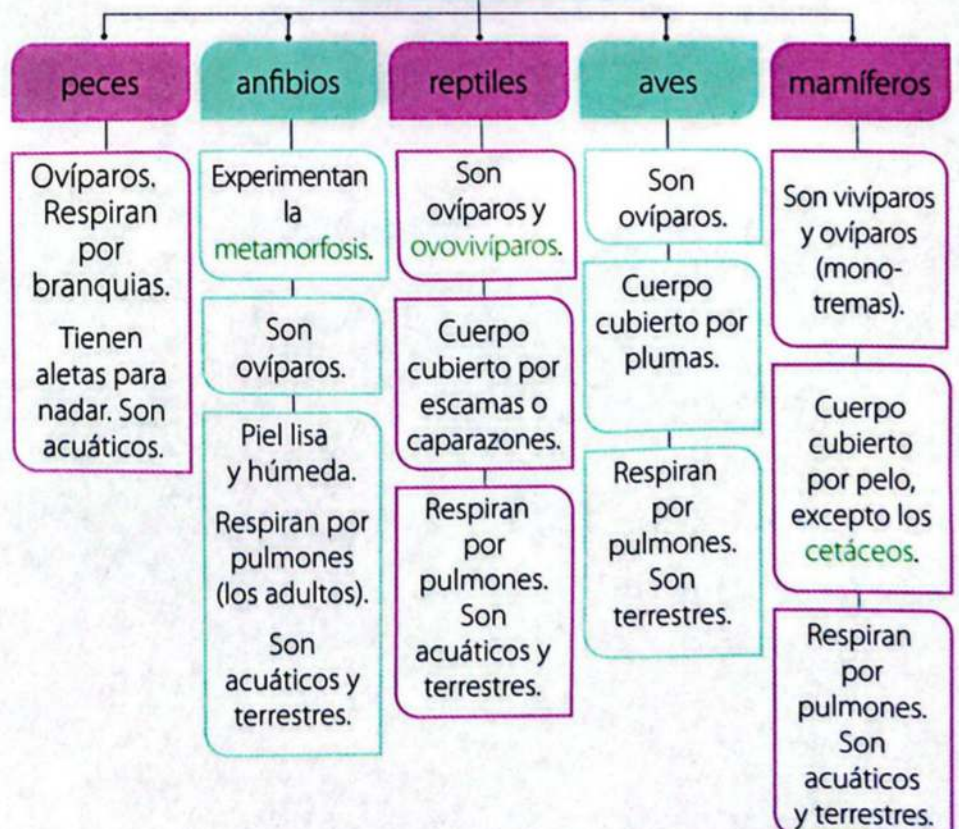 peces
Ovíparos.
Respiran
por
branquias.
Tienen
aletas para
nadar. Son
acuáticos.
anfibios
Experimentan
la
metamorfosis.
Son
ovíparos.
Piel lisa
y húmeda.
Respiran por
pulmones
(los adultos).
Son
acuáticos y
terrestres.
reptiles
Son
ovíparos y
ovovivíparos.
Cuerpo
cubierto por
escamas o
caparazones.
Respiran
por
pulmones.
Son
acuáticos y
terrestres.
aves
Son
ovíparos.
Cuerpo
cubierto por
plumas.
Respiran
por
pulmones.
Son
terrestres.
mamíferos
Son vivíparos
y ovíparos
(mono-
tremas).
Cuerpo
cubierto
por pelo,
excepto los
cetáceos.
Respiran
por
pulmones.
Son
acuáticos
y terrestres.